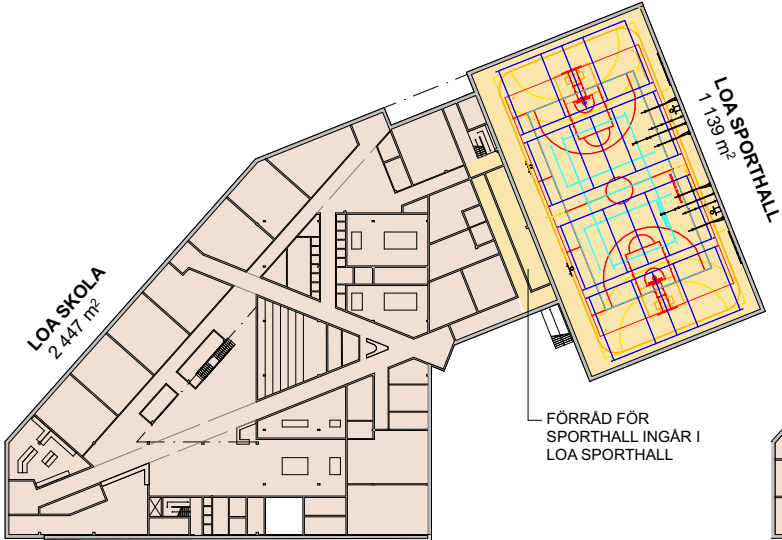 LOA SKOLA
2 447 m²
LOA SPORTHALL
1 139 m²
FÖRRÅD FÖR
SPORTHALL INGÅR I
LOA SPORTHALL